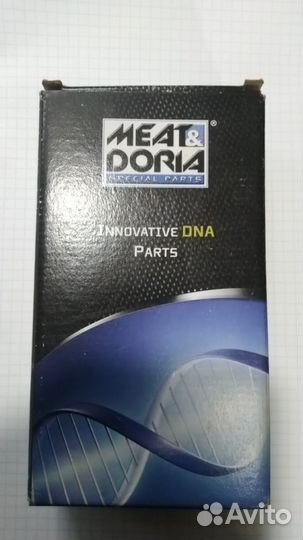 MEAT&
DORIA®
SPECIAL PARTS
INNOVATIVE DNA
PARTS
Avito